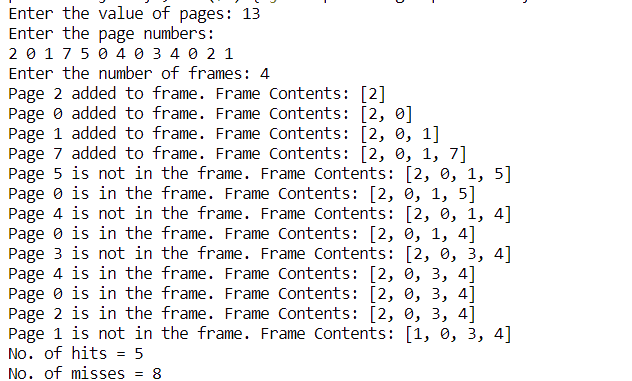 Enter the value of pages: 13
Enter the page numbers:
2 0 1 7 5 0 4 0 3 4 0 2 1
Enter the number of frames: 4
Page 2 added to frame. Frame Contents: [2]
Page 0 added to frame. Frame Contents: [2, 0]
Page 1 added to frame. Frame Contents: [2, 0, 1]
Page 7 added to frame. Frame Contents: [2, 0, 1, 7]
Page 5 is not in the frame. Frame Contents: [2, 0, 1, 5]
Page 0 is in the frame. Frame Contents: [2, 0, 1, 5]
Page 4 is not in the frame. Frame Contents: [2, 0, 1, 4]
Page 0 is in the frame. Frame Contents: [2, 0, 1, 4]
Page 3 is not in the frame. Frame Contents: [2, 0, 3, 4]
Page 4 is in the frame. Frame Contents: [2, 0, 3, 4]
Page 0 is in the frame. Frame Contents: [2, 0, 3, 4]
Page 2 is in the frame. Frame Contents: [2, 0, 3, 4]
Page 1 is not in the frame. Frame Contents: [1, 0, 3, 4]
No. of hits = 5
No. of misses = 8